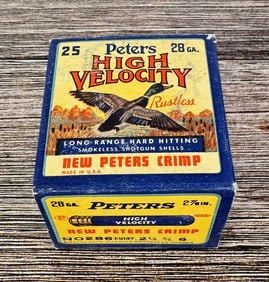 25 Peters 28 GA.
HIGH
VELOCITY
Rustless
LONG RANGE HARD HITTING
SMOKELESS SHOTGUN SHELLS
NEW PETERS CRIMP
MADE IN U.S.A.
28 GA. PETERS 2⅞ IN.
HIGH
VELOCITY
NEW PETERS CRIMP
6